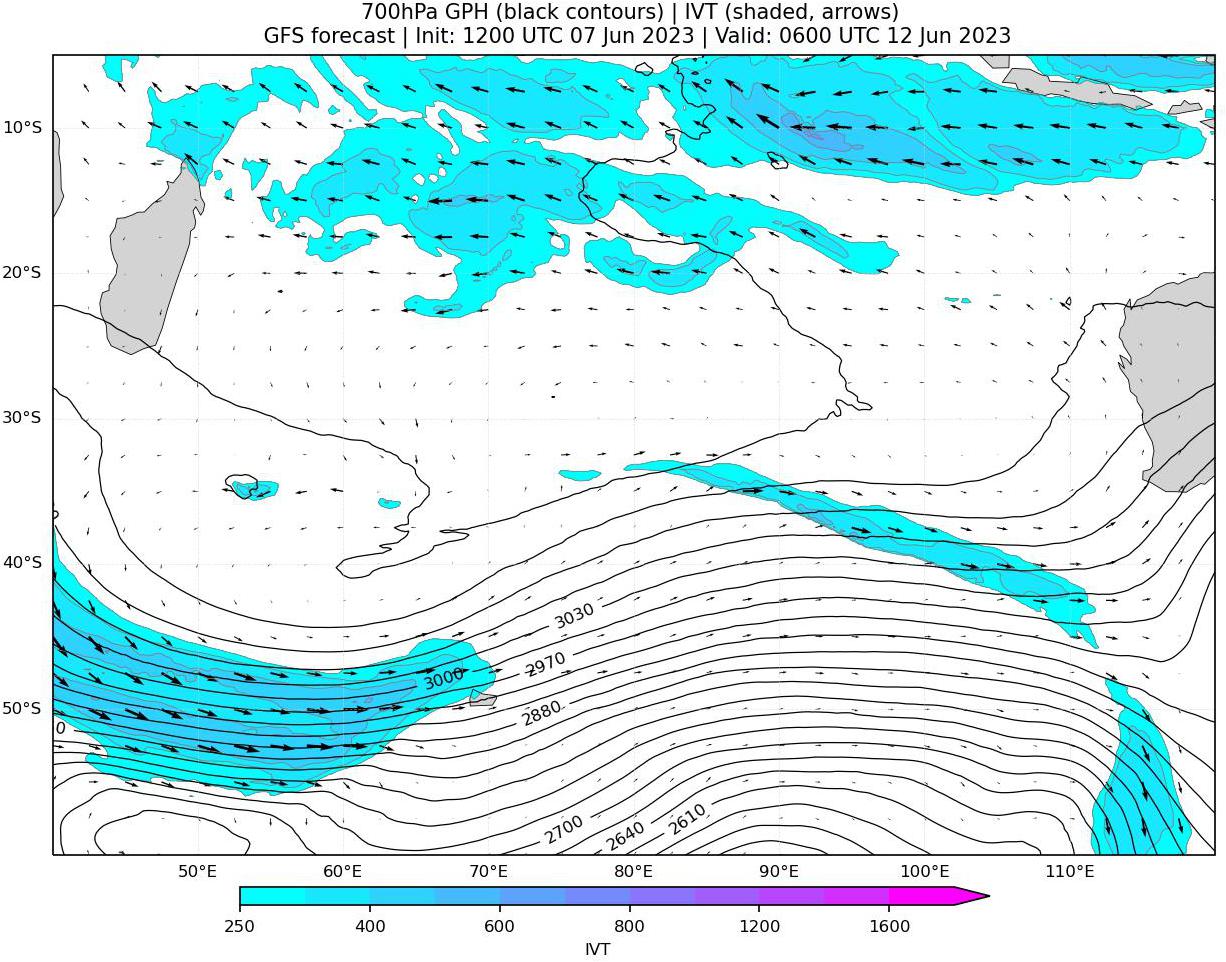 700hPa GPH (black contours) | IVT (shaded, arrows)
GFS forecast | Init: 1200 UTC 07 Jun 2023 | Valid: 0600 UTC 12 Jun 2023
10°S
20°S
30°S
40°S
3030
2970
3000
50°S
2880
0
2700
2640
2610
50°E 60°E 70°E 80°E 90°E 100°E 110°E
250 400 600 800 1200 1600
IVT